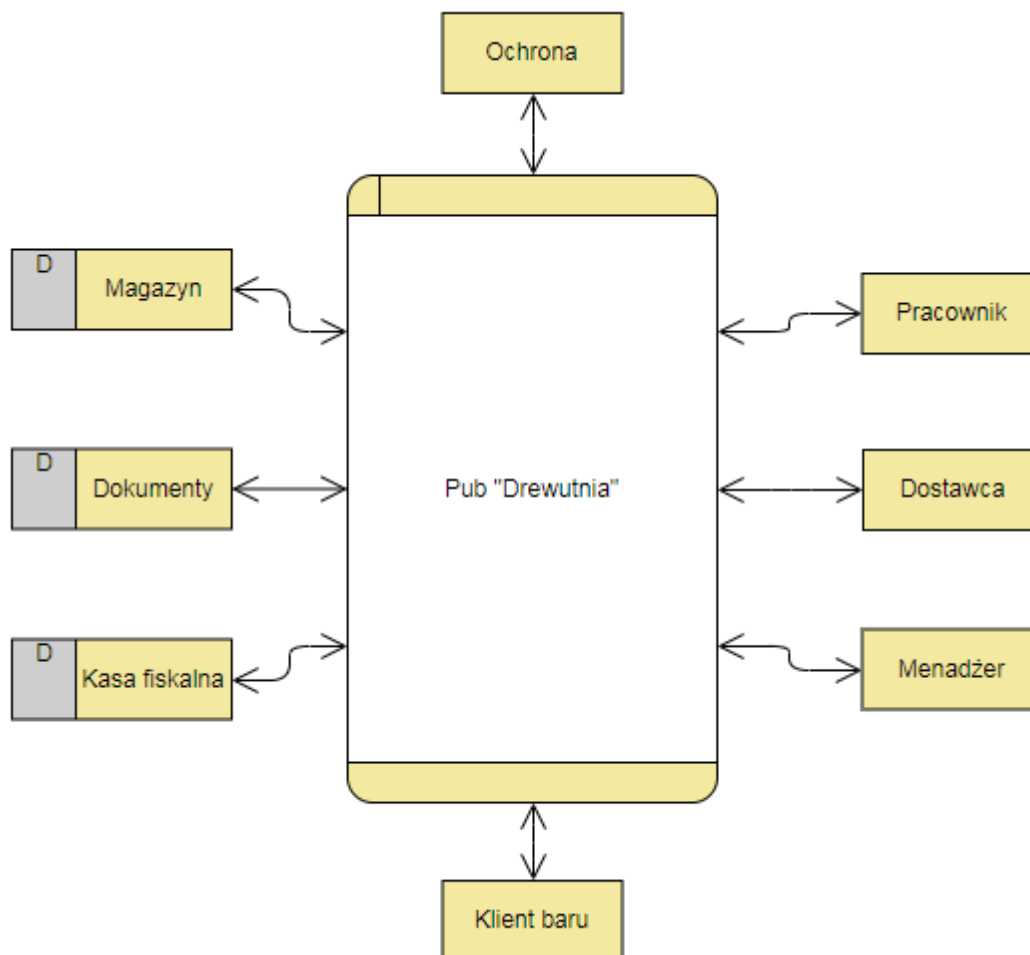 Ochrona
D
Magazyn
Pracownik
D
Dokumenty
Pub "Drewutnia"
Dostawca
D
Kasa fiskalna
Menadżer
Klient baru